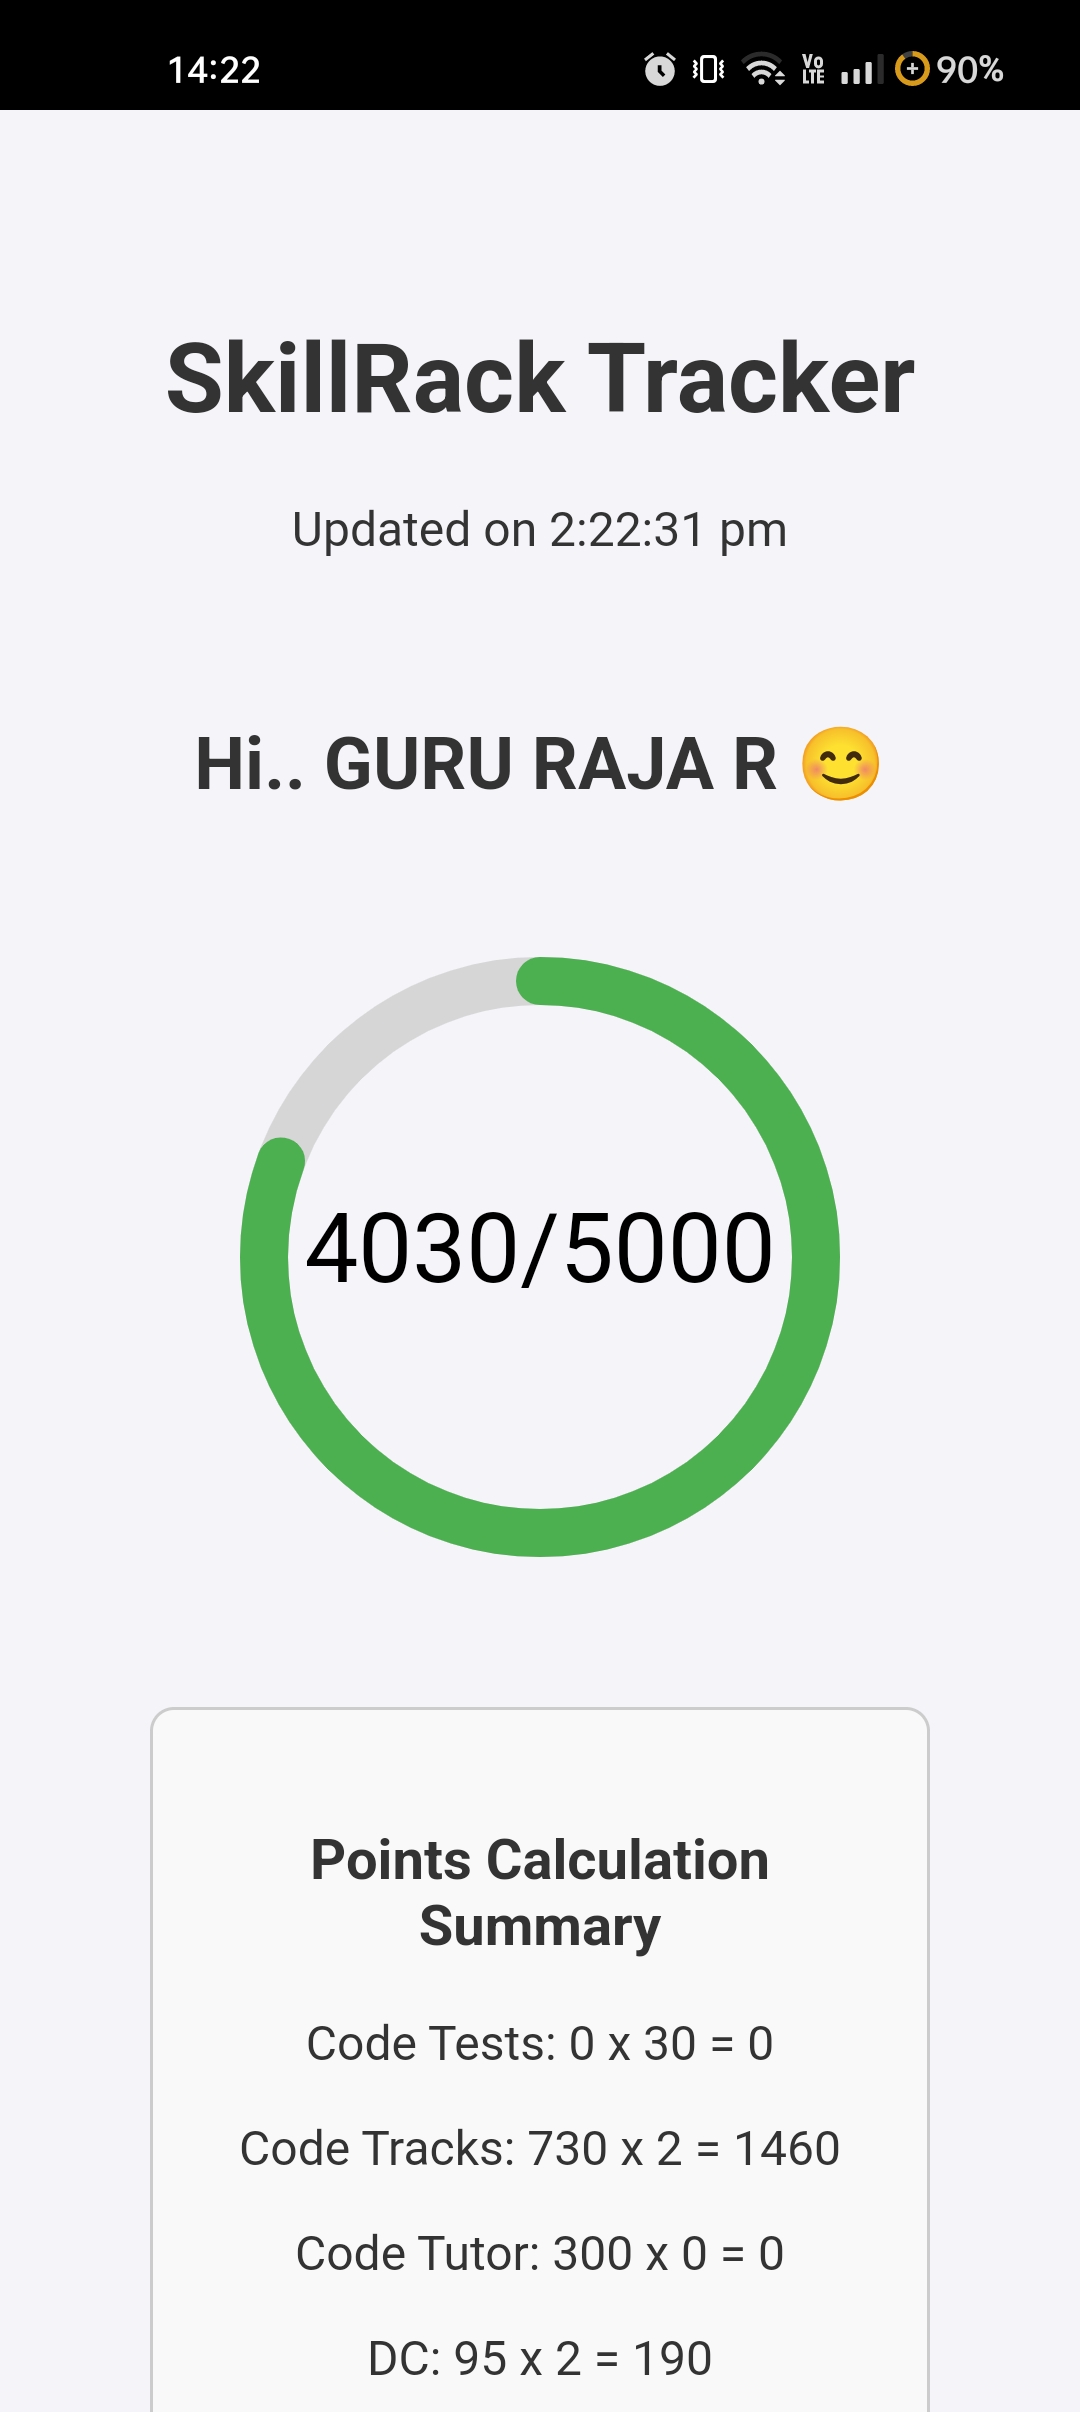 14:22
Vo
LTE
90%
SkillRack Tracker
Updated on 2:22:31 pm
Hi.. GURU RAJA R 😊
4030/5000
Points Calculation
Summary
Code Tests: 0 x 30 = 0
Code Tracks: 730 x 2 = 1460
Code Tutor: 300 x 0 = 0
DC: 95 x 2 = 190